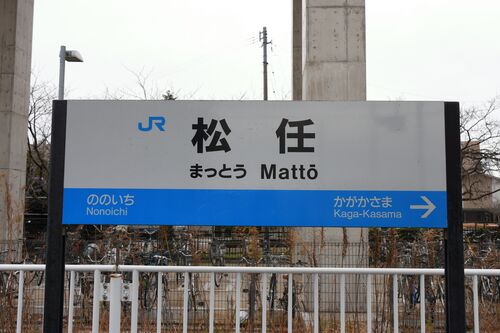 JR 松任
まっとう Mattō
ののいち かがかさま
Nonoichi Kaga-Kasama